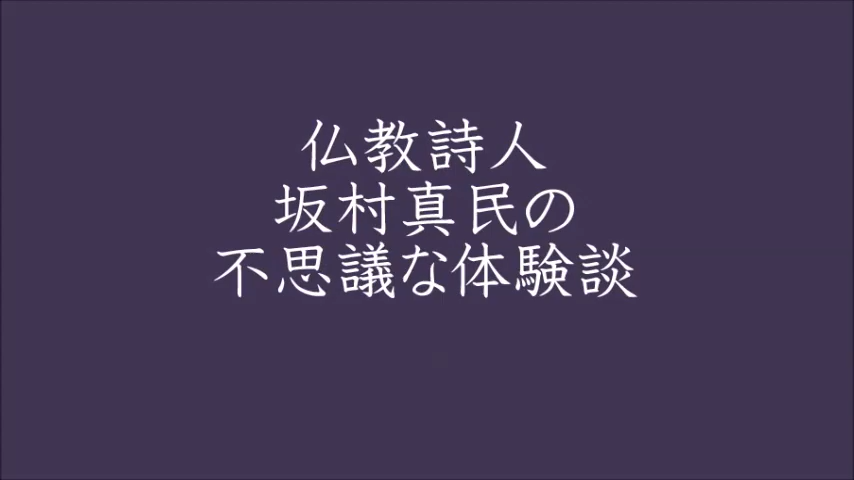 仏教詩人
坂村真民の
不思議な体験談